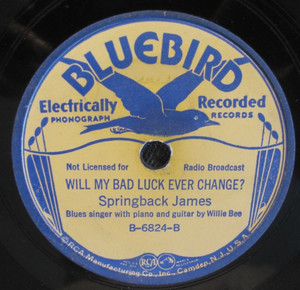 BLUEBIRD
Electrically Recorded
PHONOGRAPH RECORDS
Not Licensed for Radio Broadcast
WILL MY BAD LUCK EVER CHANGE?
Springback James
Blues singer with piano and guitar by Willie Bee
B-6824-B
RCA
©RCA Manufacturing Co., Inc., Camden, N.J., U.S.A.